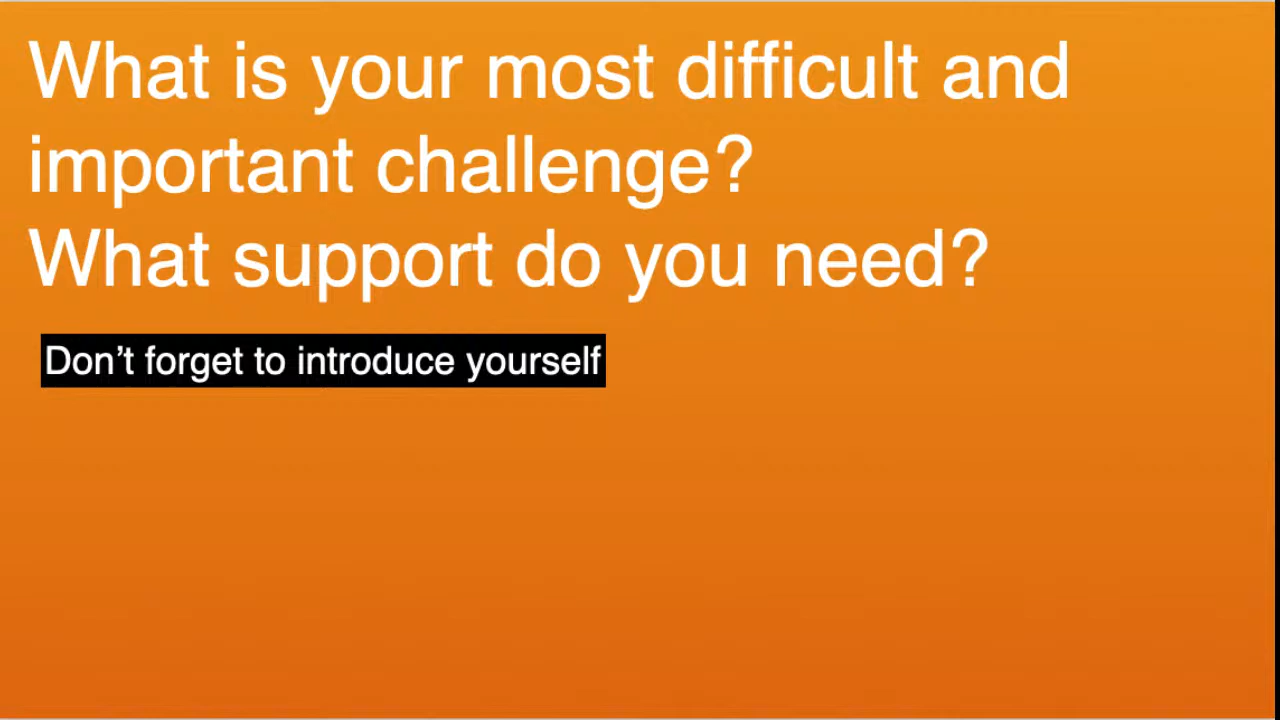 What is your most difficult and
important challenge?
What support do you need?
Don’t forget to introduce yourself